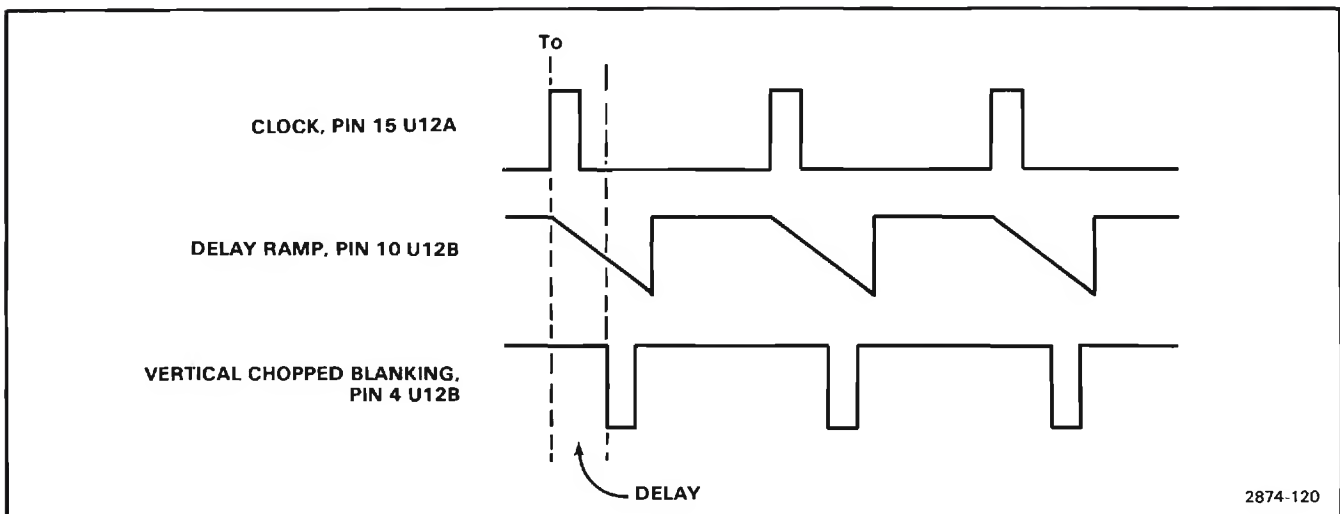 To
CLOCK, PIN 15 U12A
DELAY RAMP, PIN 10 U12B
VERTICAL CHOPPED BLANKING,
PIN 4 U12B
DELAY
2874-120